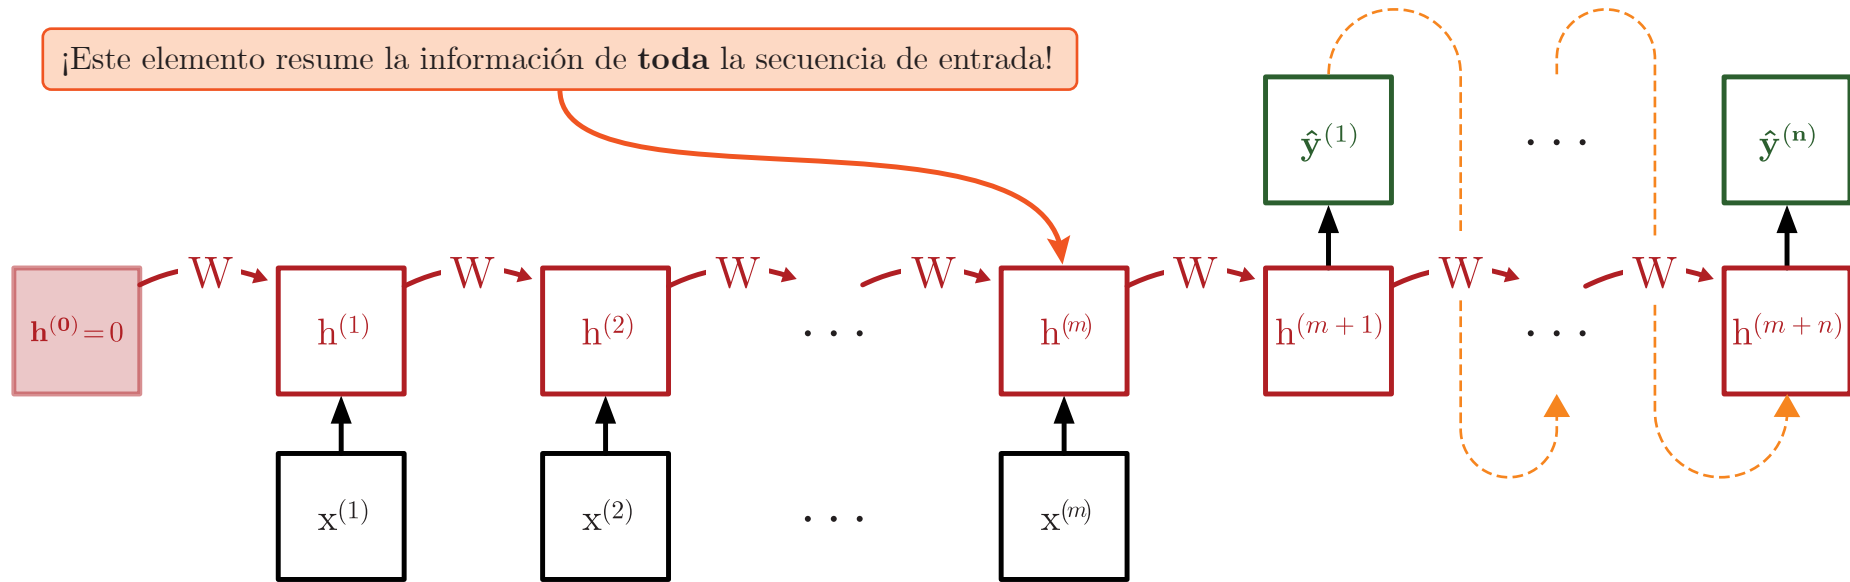 ¡Este elemento resume la información de toda la secuencia de entrada!
ŷ(1) . . . ŷ(n)
W W W W W W W
h(0) = 0 h(1) h(2) . . . h(m) h(m + 1) . . . h(m + n)
x(1) x(2) . . . x(m)